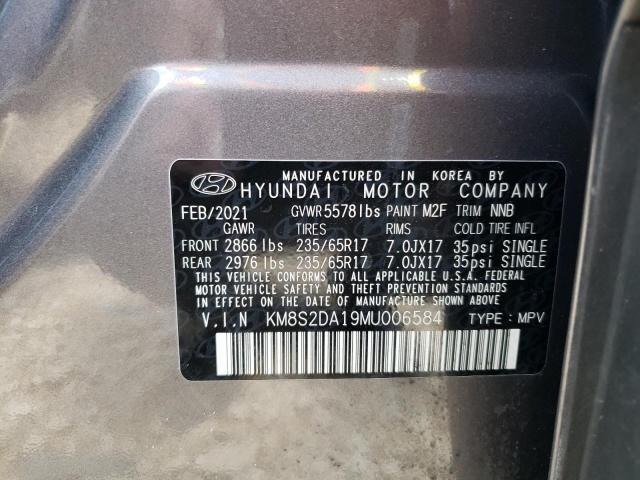 MANUFACTURED IN KOREA BY
HYUNDAI MOTOR COMPANY
FEB/2021 GVWR 5578 lbs PAINT M2F TRIM NNB
GAWR TIRES RIMS COLD TIRE INFL
FRONT 2866 lbs 235/65R17 7.0JX17 35psi SINGLE
REAR 2976 lbs 235/65R17 7.0JX17 35psi SINGLE
THIS VEHICLE CONFORMS TO ALL APPLICABLE U.S.A. FEDERAL
MOTOR VEHICLE SAFETY AND THEFT PREVENTION STANDARDS
IN EFFECT ON THE DATE OF MANUFACTURE SHOWN ABOVE.
V.I.N KM8S2DA19MU006584 TYPE : MPV